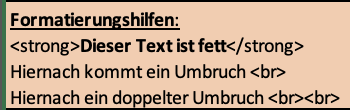 Formatierungshilfen:
<strong>Dieser Text ist fett</strong>
Hiernach kommt ein Umbruch <br>
Hiernach ein doppelter Umbruch <br><br>